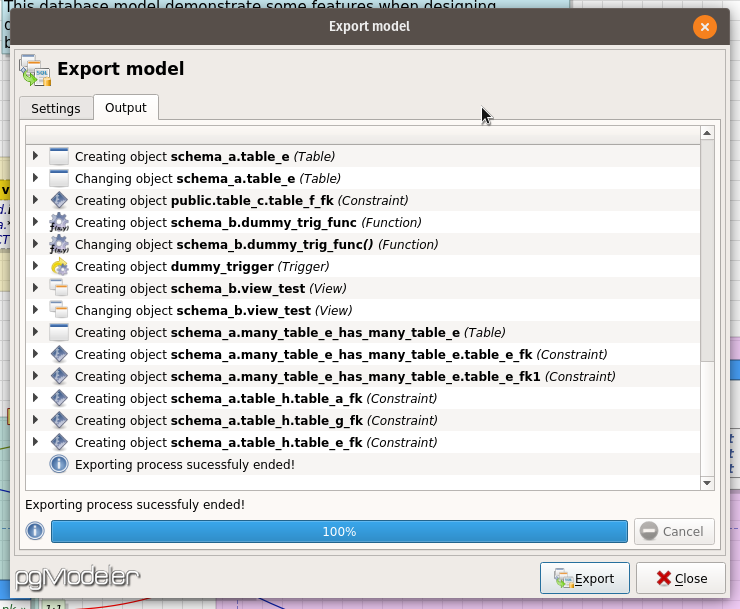 This database model demonstrate some features when designing
Export model
Export model
Settings
Output
Creating object schema_a.table_e (Table)
Changing object schema_a.table_e (Table)
Creating object public.table_c.table_f_fk (Constraint)
Creating object schema_b.dummy_trig_func (Function)
Changing object schema_b.dummy_trig_func() (Function)
Creating object dummy_trigger (Trigger)
Creating object schema_b.view_test (View)
Changing object schema_b.view_test (View)
Creating object schema_a.many_table_e_has_many_table_e (Table)
Creating object schema_a.many_table_e_has_many_table_e.table_e_fk (Constraint)
Creating object schema_a.many_table_e_has_many_table_e.table_e_fk1 (Constraint)
Creating object schema_a.table_h.table_a_fk (Constraint)
Creating object schema_a.table_h.table_g_fk (Constraint)
Creating object schema_a.table_h.table_e_fk (Constraint)
Exporting process sucessfuly ended!
Exporting process sucessfuly ended!
100%
Cancel
pgModeler
Export
Close